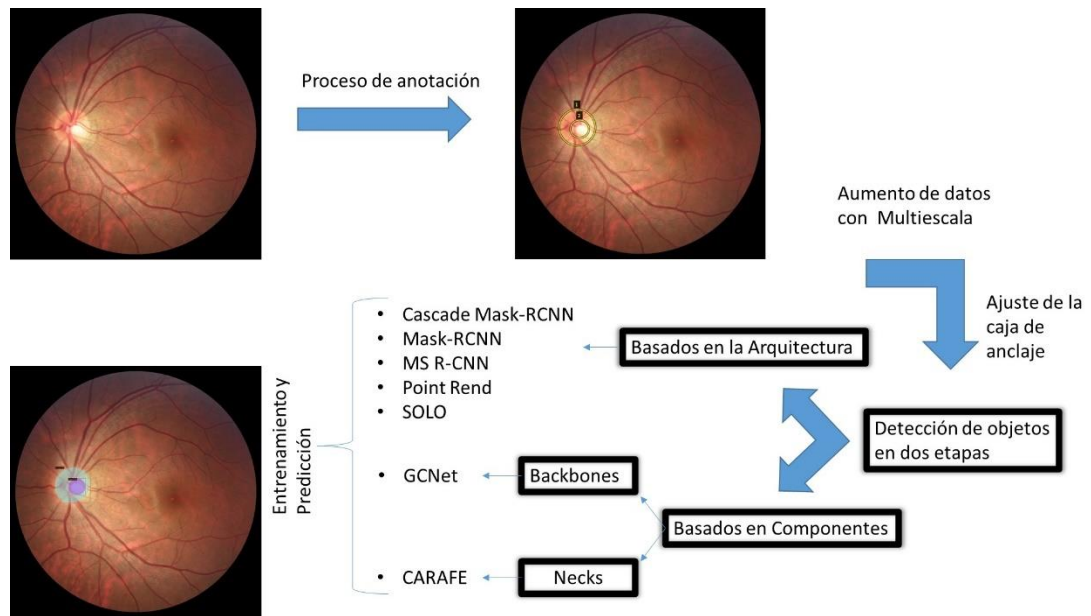 Proceso de anotación
1
2
Aumento de datos
con Multiescala
Ajuste de la
caja de
anclaje
Detección de objetos
en dos etapas
Basados en la Arquitectura
• Cascade Mask-RCNN
• Mask-RCNN
• MS R-CNN
• Point Rend
• SOLO
Basados en Componentes
Backbones
• GCNet
Necks
• CARAFE
Entrenamiento y
Predicción